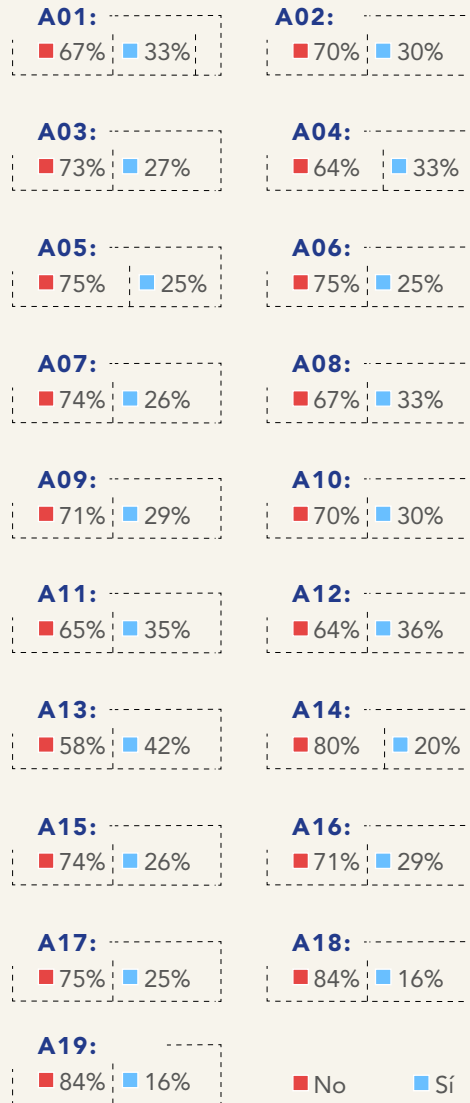 A01: A02:
67% 33% 70% 30%
A03: A04:
73% 27% 64% 33%
A05: A06:
75% 25% 75% 25%
A07: A08:
74% 26% 67% 33%
A09: A10:
71% 29% 70% 30%
A11: A12:
65% 35% 64% 36%
A13: A14:
58% 42% 80% 20%
A15: A16:
74% 26% 71% 29%
A17: A18:
75% 25% 84% 16%
A19:
84% 16% No Sí